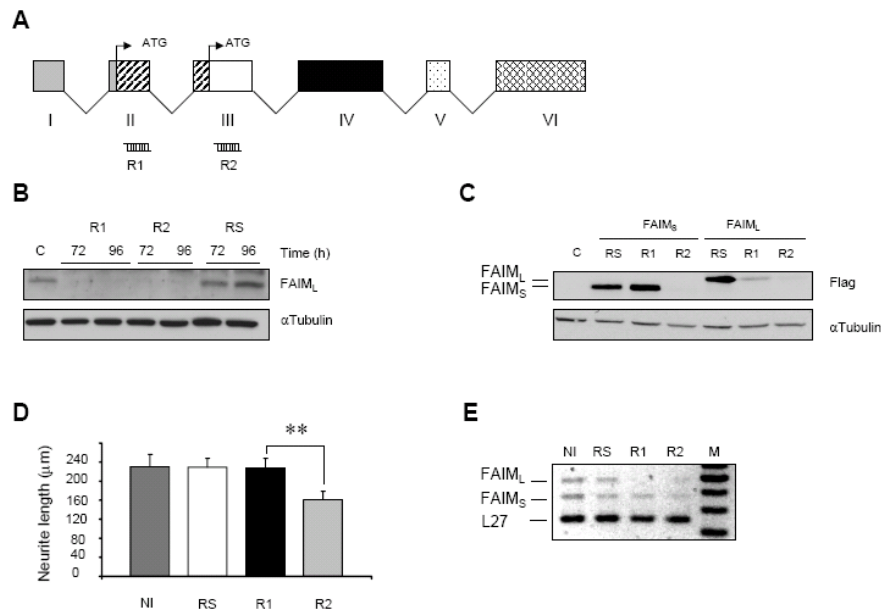 A
ATG ATG
I II III IV V VI
R1 R2
B
R1 R2 RS
C 72 96 72 96 72 96 Time (h)
FAIML
αTubulin
C
FAIMS FAIML
C RS R1 R2 RS R1 R2
FAIML
FAIMS
Flag
αTubulin
D
**
Neurite length (μm)
240
200
160
120
80
40
0
NI RS R1 R2
E
NI RS R1 R2 M
FAIML
FAIMS
L27